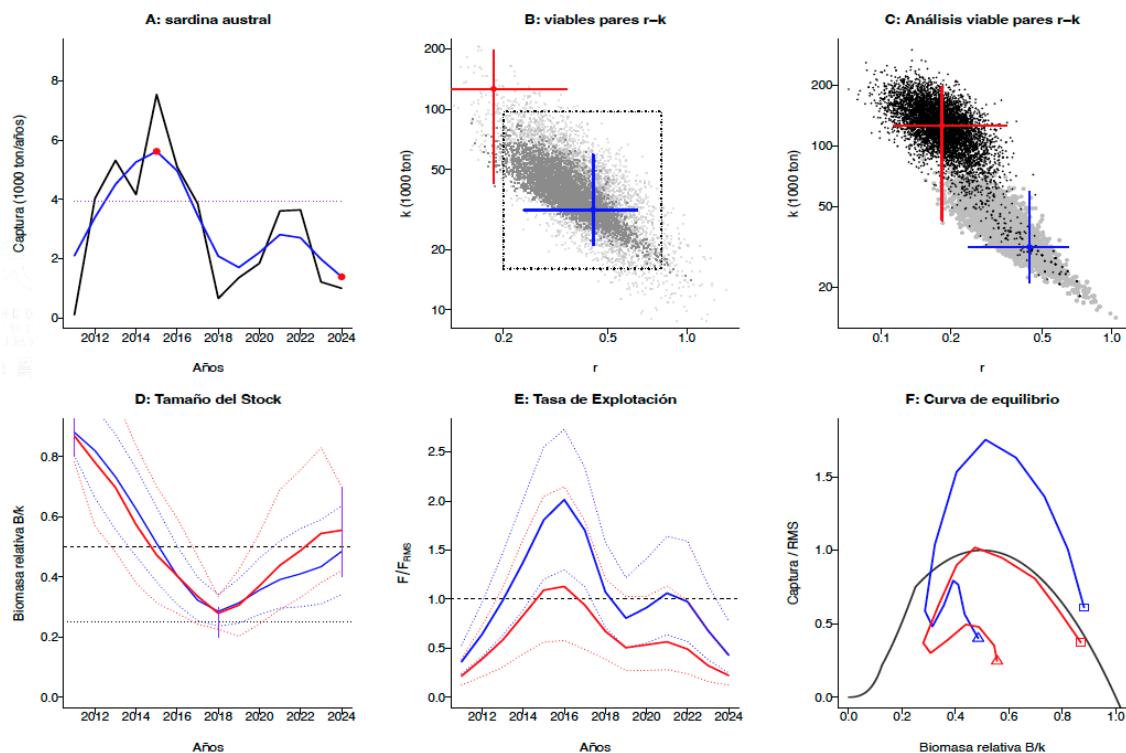 A: sardina austral
Captura (1000 ton/años)
8
6
4
2
0
2012 2014 2016 2018 2020 2022 2024
Años
B: viables pares r-k
k (1000 ton)
200
100
50
20
10
0.2 0.5 1.0
r
C: Análisis viable pares r-k
k (1000 ton)
200
100
50
20
0.1 0.2 0.5 1.0
r
D: Tamaño del Stock
Biomasa relativa B/k
0.8
0.6
0.4
0.2
0.0
2012 2014 2016 2018 2020 2022 2024
Años
E: Tasa de Explotación
F/FRMS
2.5
2.0
1.5
1.0
0.5
0.0
2012 2014 2016 2018 2020 2022 2024
Años
F: Curva de equilibrio
Captura / RMS
1.5
1.0
0.5
0.0
0.0 0.2 0.4 0.6 0.8 1.0
Biomasa relativa B/k